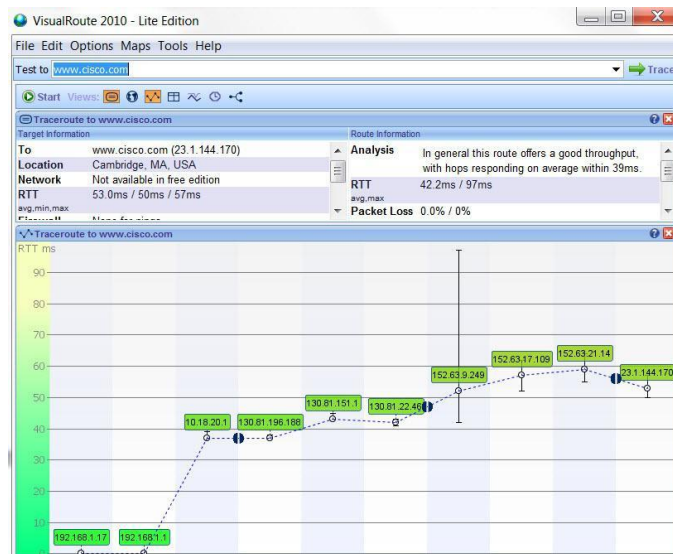 VisualRoute 2010 - Lite Edition
File Edit Options Maps Tools Help
Test to www.cisco.com Trace
Start Views:
Traceroute to www.cisco.com
Target Information Route Information
To www.cisco.com (23.1.144.170)
Location Cambridge, MA, USA
Network Not available in free edition
RTT 53.0ms / 50ms / 57ms
avg,min,max
Analysis In general this route offers a good throughput,
with hops responding on average within 39ms.
RTT 42.2ms / 97ms
avg,max
Packet Loss 0.0% / 0%
Traceroute to www.cisco.com
RTT ms
90
80
70
60
50
40
30
20
10
0
192.168.1.17
192.168.1.1
10.18.20.1
130.81.196.188
130.81.151.1
130.81.22.46
152.63.9.249
152.63.17.109
152.63.21.14
23.1.144.170